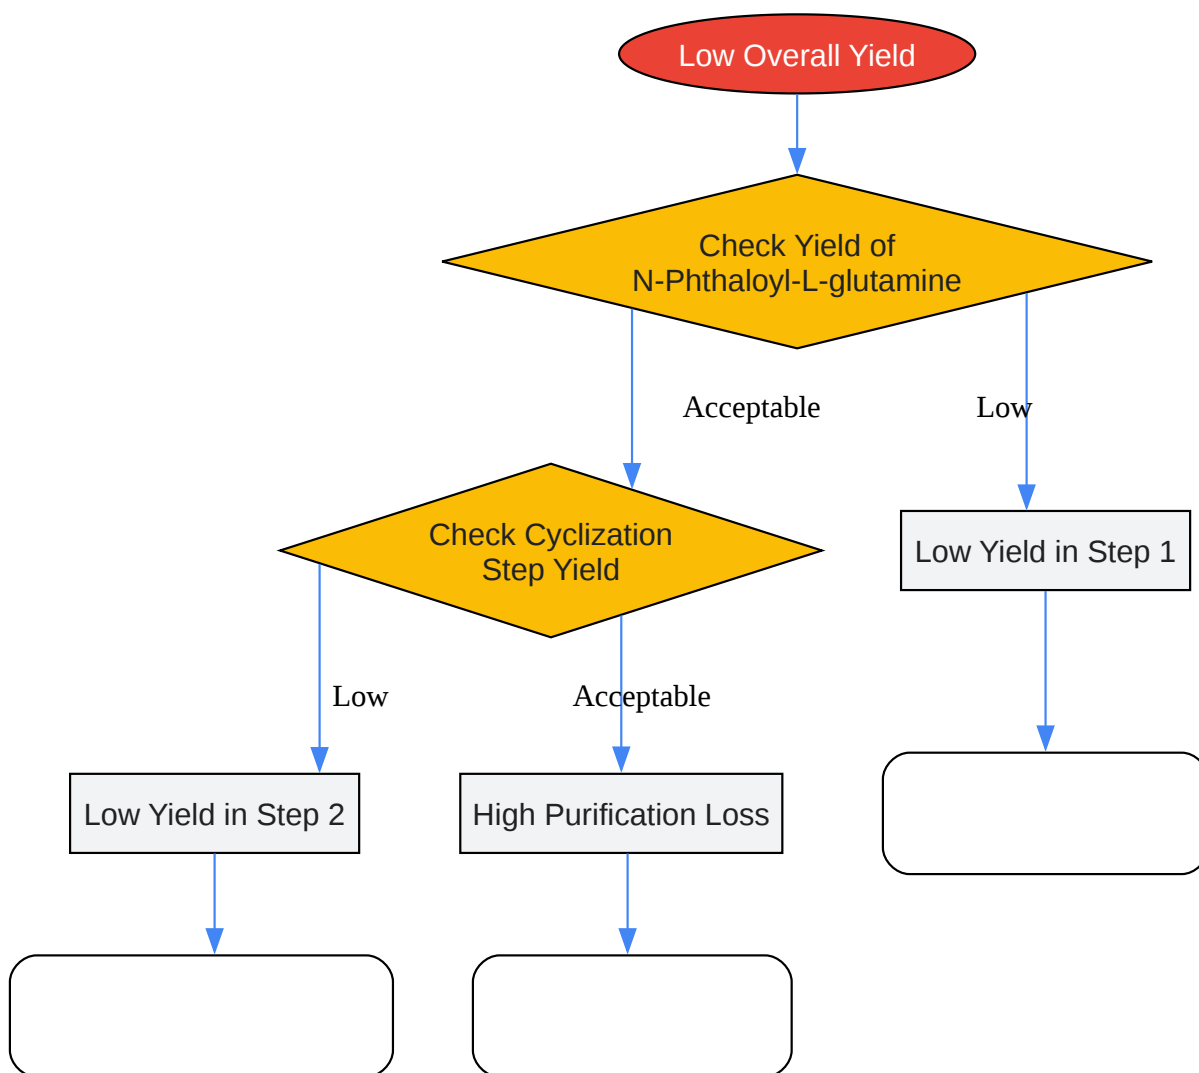 Low Overall Yield
Check Yield of
N-Phthaloyl-L-glutamine
Acceptable
Low
Check Cyclization
Step Yield
Low Yield in Step 1
Low
Acceptable
Low Yield in Step 2
High Purification Loss